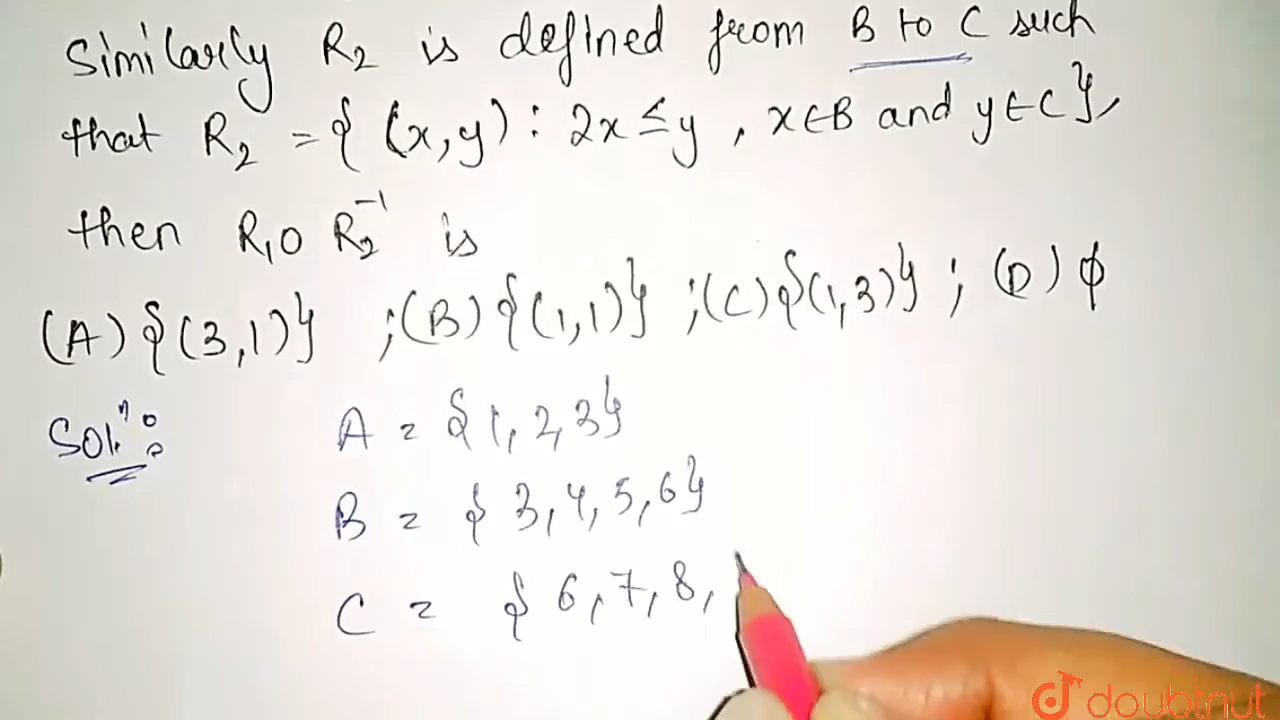 Similarly R₂ is defined from B to C such
that R₂ = { (x, y) : 2x ≤ y , x ∈ B and y ∈ C },
then R₁ o R₂⁻¹ is
(A) {(3,1)} ; (B) {(1,1)} ; (C) {(1,3)} ; (D) ϕ
Solⁿ: A = {1, 2, 3}
B = { 3, 4, 5, 6}
C = { 6, 7, 8,
doubtnut